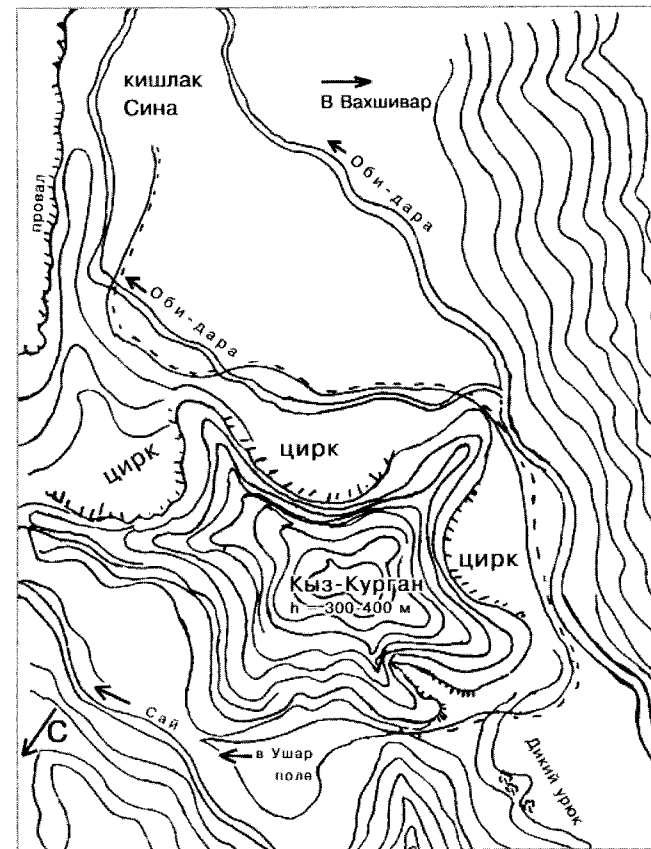 кишлак
Сина
В Вахшивар
Оби-дара
провал
Оби-дара
цирк
цирк
цирк
Кыз-Курган
h = 300-400 м
Сай
С
в Ушар
поле
Дикий урюк